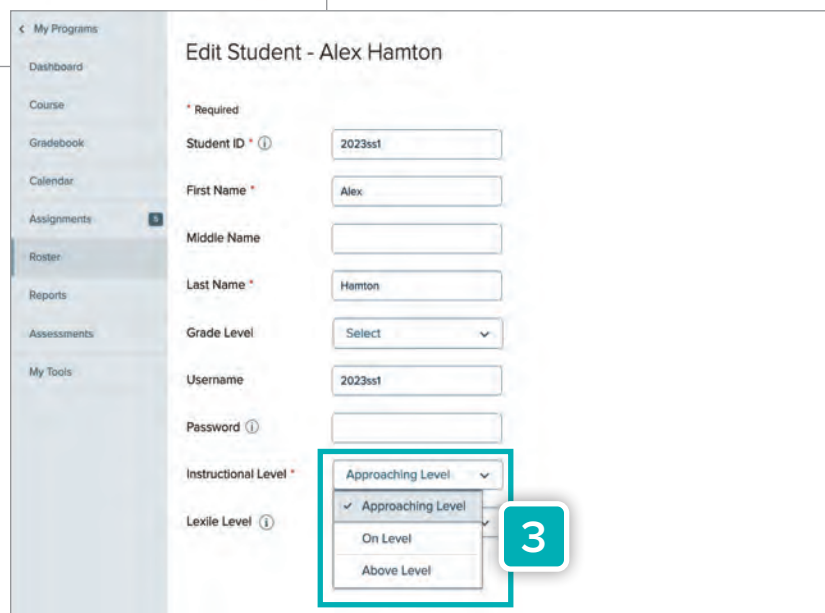 < My Programs
Dashboard
Course
Gradebook
Calendar
Assignments 5
Roster
Reports
Assessments
My Tools
Edit Student - Alex Hamton
* Required
Student ID * ⓘ 2023ss1
First Name * Alex
Middle Name
Last Name * Hamton
Grade Level Select
Username 2023ss1
Password ⓘ
Instructional Level * Approaching Level
✓ Approaching Level
Lexile Level ⓘ
On Level
Above Level
3